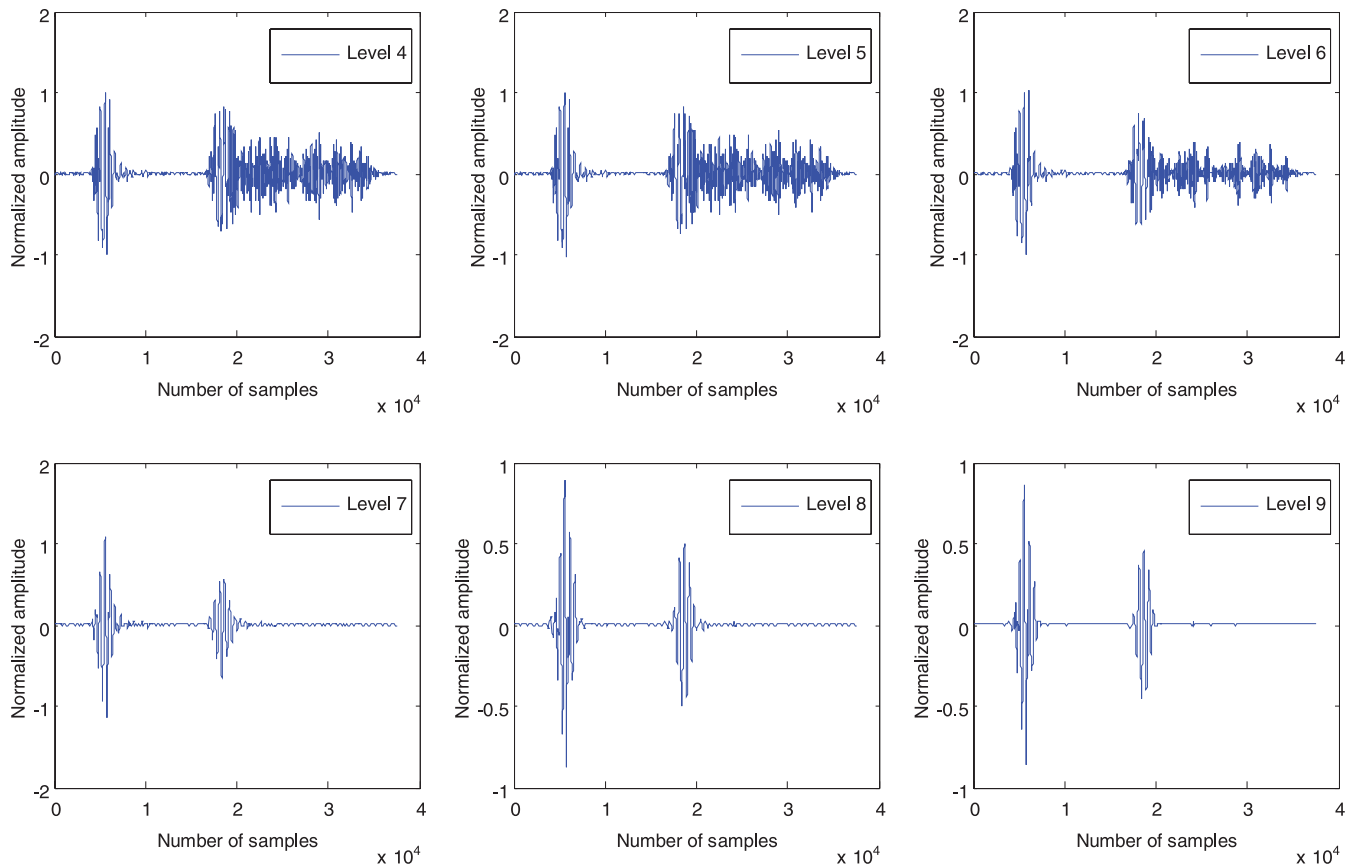 2
1
0
-1
-2
Normalized amplitude
Level 4
0 1 2 3 4
Number of samples
x 10^4
2
1
0
-1
-2
Normalized amplitude
Level 5
0 1 2 3 4
Number of samples
x 10^4
2
1
0
-1
-2
Normalized amplitude
Level 6
0 1 2 3 4
Number of samples
x 10^4
2
1
0
-1
-2
Normalized amplitude
Level 7
0 1 2 3 4
Number of samples
x 10^4
1
0.5
0
-0.5
-1
Normalized amplitude
Level 8
0 1 2 3 4
Number of samples
x 10^4
1
0.5
0
-0.5
-1
Normalized amplitude
Level 9
0 1 2 3 4
Number of samples
x 10^4